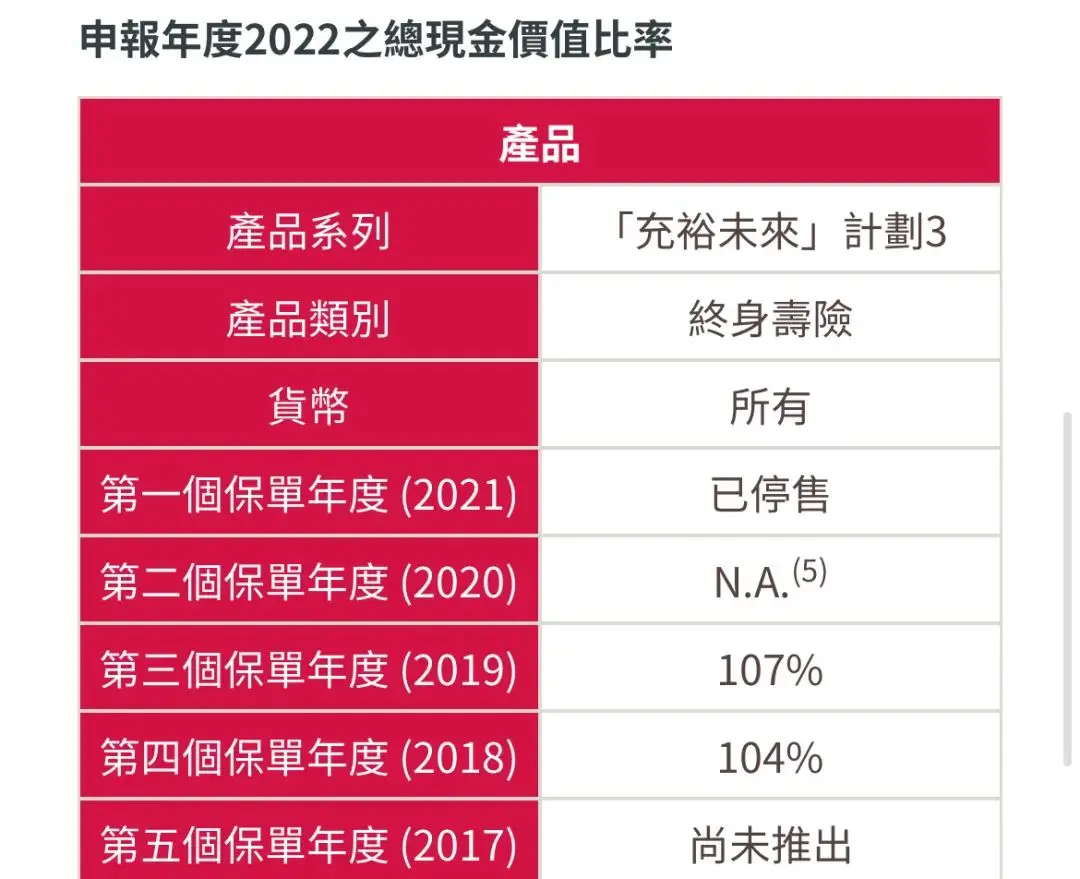 申報年度2022之總現金價值比率
產品
產品系列 「充裕未來」計劃3
產品類別 終身壽險
貨幣 所有
第一個保單年度 (2021) 已停售
第二個保單年度 (2020) N.A.(5)
第三個保單年度 (2019) 107%
第四個保單年度 (2018) 104%
第五個保單年度 (2017) 尚未推出